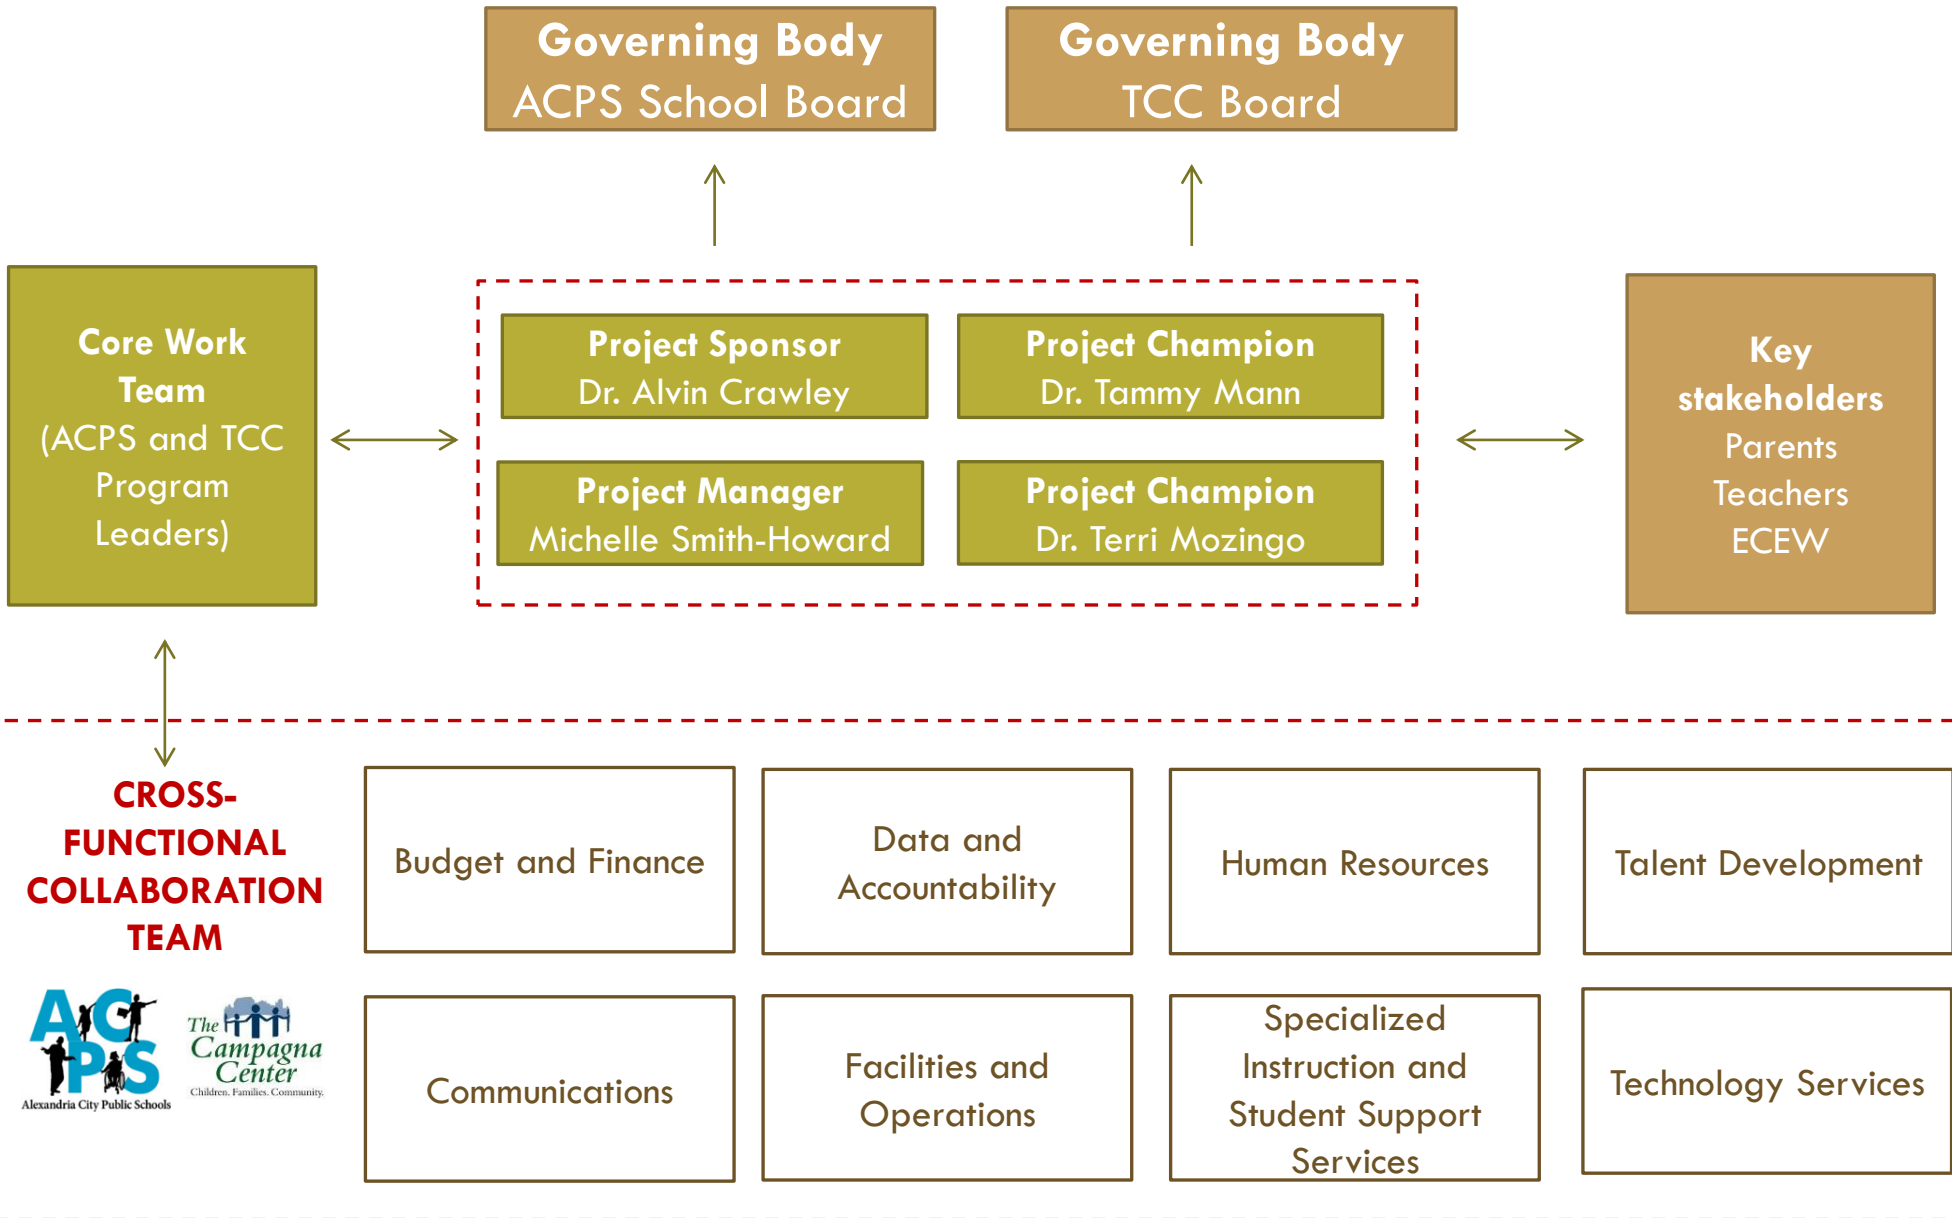 Governing Body
ACPS School Board
Governing Body
TCC Board
Core Work
Team
(ACPS and TCC
Program
Leaders)
Project Sponsor
Dr. Alvin Crawley
Project Champion
Dr. Tammy Mann
Project Manager
Michelle Smith-Howard
Project Champion
Dr. Terri Mozingo
Key
stakeholders
Parents
Teachers
ECEW
CROSS-
FUNCTIONAL
COLLABORATION
TEAM
Budget and Finance
Data and
Accountability
Human Resources
Talent Development
ACPS
Alexandria City Public Schools
The
Campagna
Center
Children. Families. Community.
Communications
Facilities and
Operations
Specialized
Instruction and
Student Support
Services
Technology Services